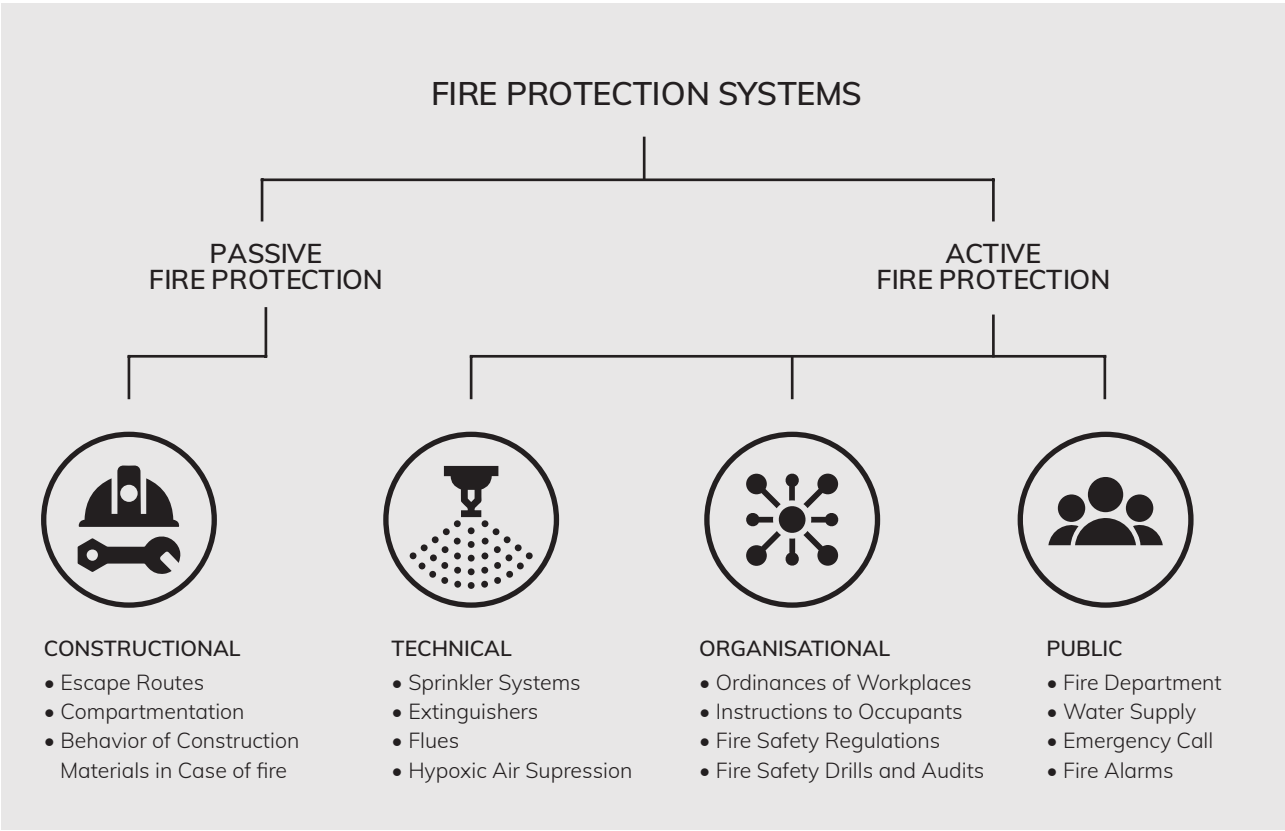 FIRE PROTECTION SYSTEMS
PASSIVE
FIRE PROTECTION
ACTIVE
FIRE PROTECTION
CONSTRUCTIONAL
• Escape Routes
• Compartmentation
• Behavior of Construction
Materials in Case of fire
TECHNICAL
• Sprinkler Systems
• Extinguishers
• Flues
• Hypoxic Air Supression
ORGANISATIONAL
• Ordinances of Workplaces
• Instructions to Occupants
• Fire Safety Regulations
• Fire Safety Drills and Audits
PUBLIC
• Fire Department
• Water Supply
• Emergency Call
• Fire Alarms